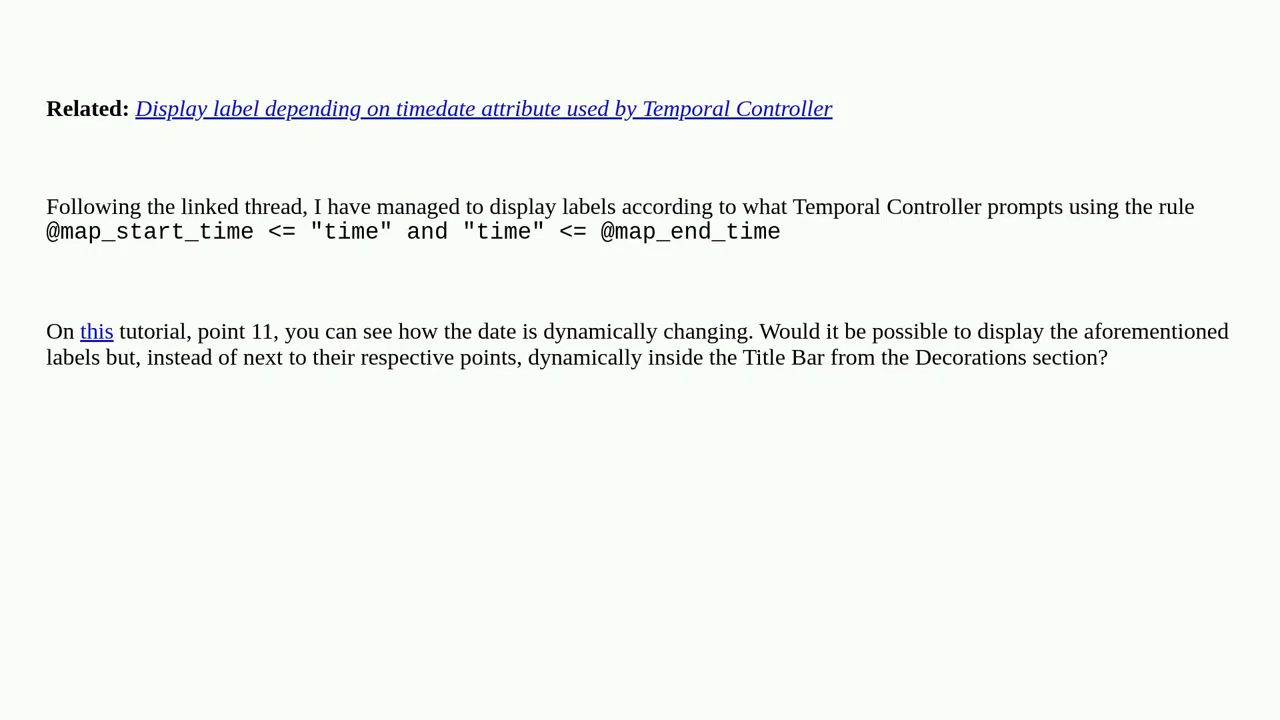 Related: Display label depending on timedate attribute used by Temporal Controller
Following the linked thread, I have managed to display labels according to what Temporal Controller prompts using the rule
@map_start_time <= "time" and "time" <= @map_end_time
On this tutorial, point 11, you can see how the date is dynamically changing. Would it be possible to display the aforementioned
labels but, instead of next to their respective points, dynamically inside the Title Bar from the Decorations section?